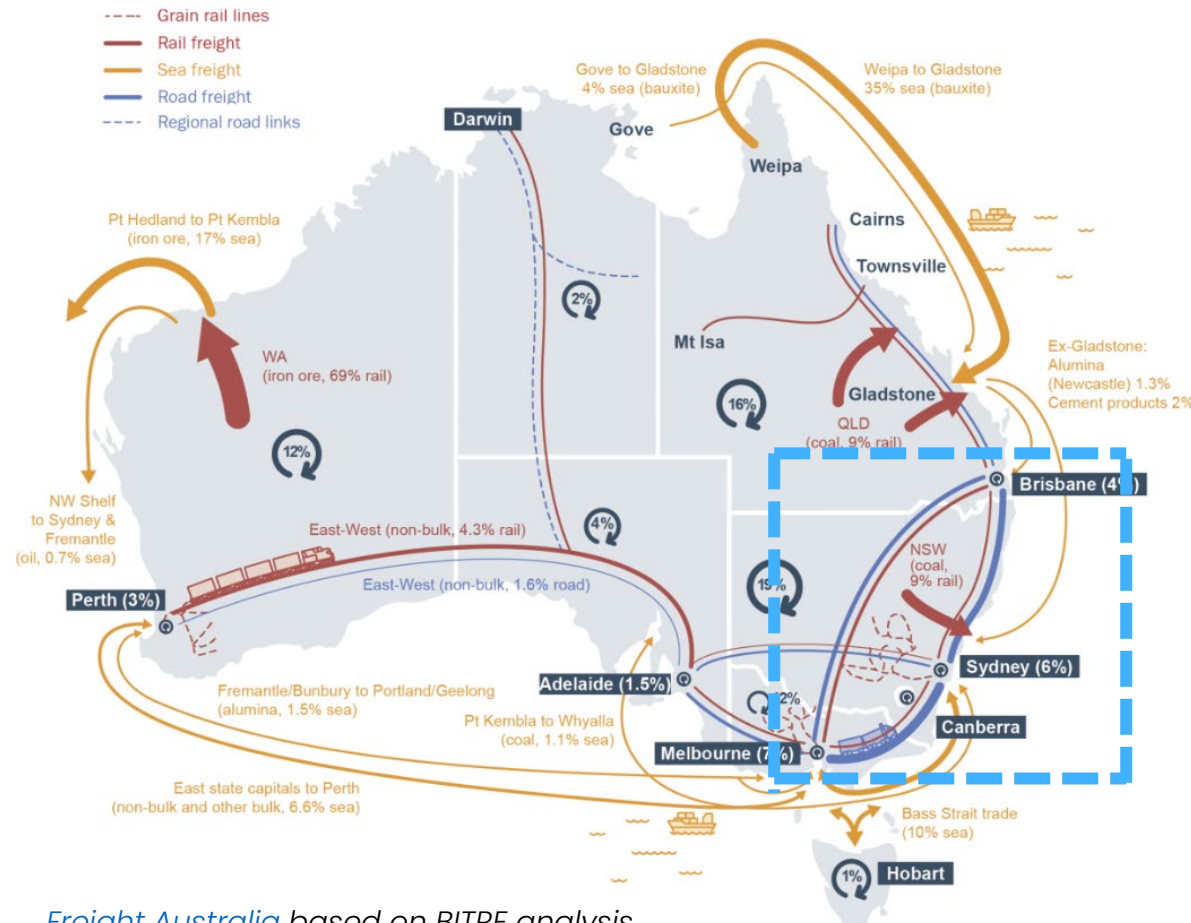 Grain rail lines
Rail freight
Sea freight
Road freight
Regional road links
Gove to Gladstone
4% sea (bauxite)
Weipa to Gladstone
35% sea (bauxite)
Darwin
Gove
Weipa
Pt Hedland to Pt Kembla
(iron ore, 17% sea)
Cairns
Townsville
2%
Mt Isa
WA
(iron ore, 69% rail)
Ex-Gladstone:
Alumina
(Newcastle) 1.3%
Cement products 2%
Gladstone
16%
QLD
(coal, 9% rail)
12%
Brisbane (4%)
NW Shelf
to Sydney &
Fremantle
(oil, 0.7% sea)
4%
East-West (non-bulk, 4.3% rail)
NSW
(coal,
9% rail)
East-West (non-bulk, 1.6% road)
19%
Perth (3%)
Sydney (6%)
Adelaide (1.5%)
Fremantle/Bunbury to Portland/Geelong
(alumina, 1.5% sea)
Pt Kembla to Whyalla
(coal, 1.1% sea)
Canberra
Melbourne (7%)
East state capitals to Perth
(non-bulk and other bulk, 6.6% sea)
Bass Strait trade
(10% sea)
1%
Hobart
Freight Australia based on BITRE analysis